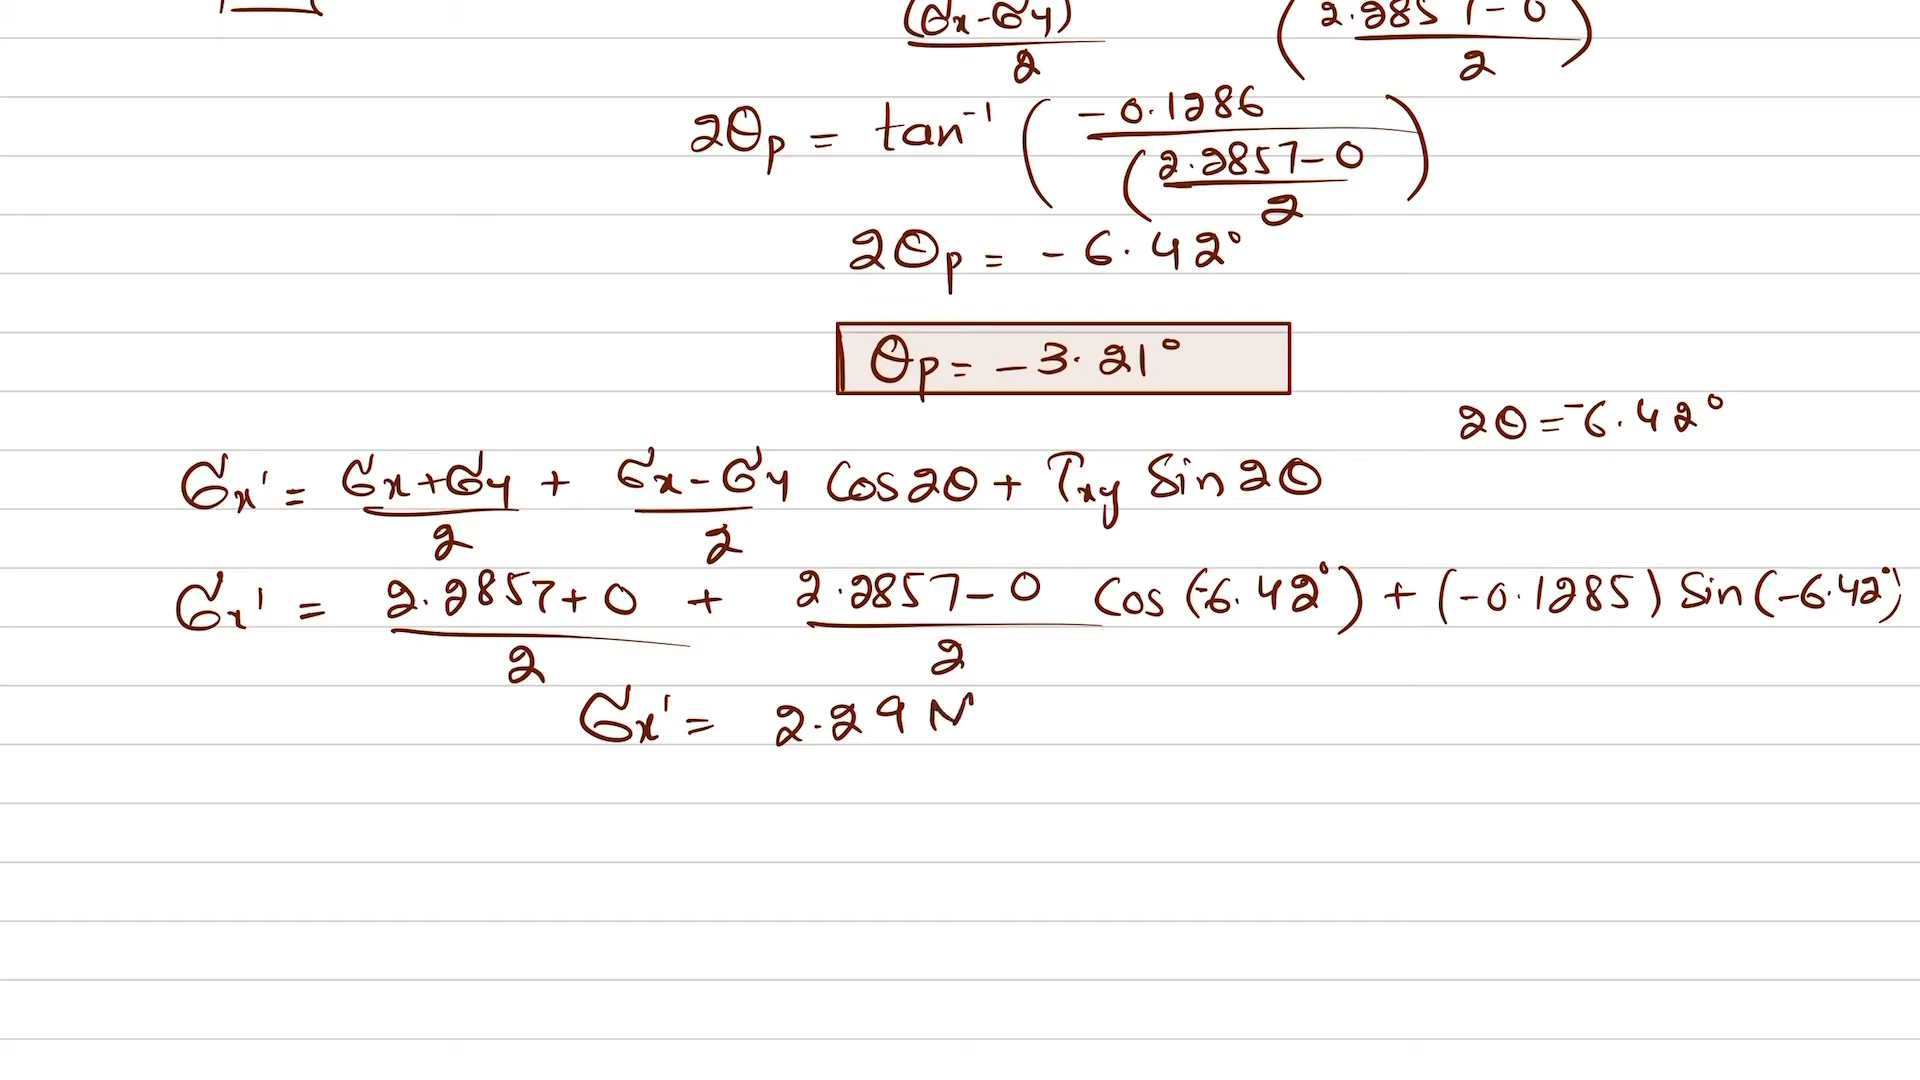 (σx-σy)/2 (2.2857-0/2)
2θp = tan⁻¹ (-0.1286/(2.2857-0/2)
2θp = -6.42°
θp = -3.21°
2θ = -6.42°
σx' = σx+σy/2 + σx-σy/2 Cos2θ + τxy Sin2θ
σx' = 2.2857+0/2 + 2.2857-0/2 Cos(-6.42°) + (-0.1285) Sin(-6.42°)
σx' = 2.29 N